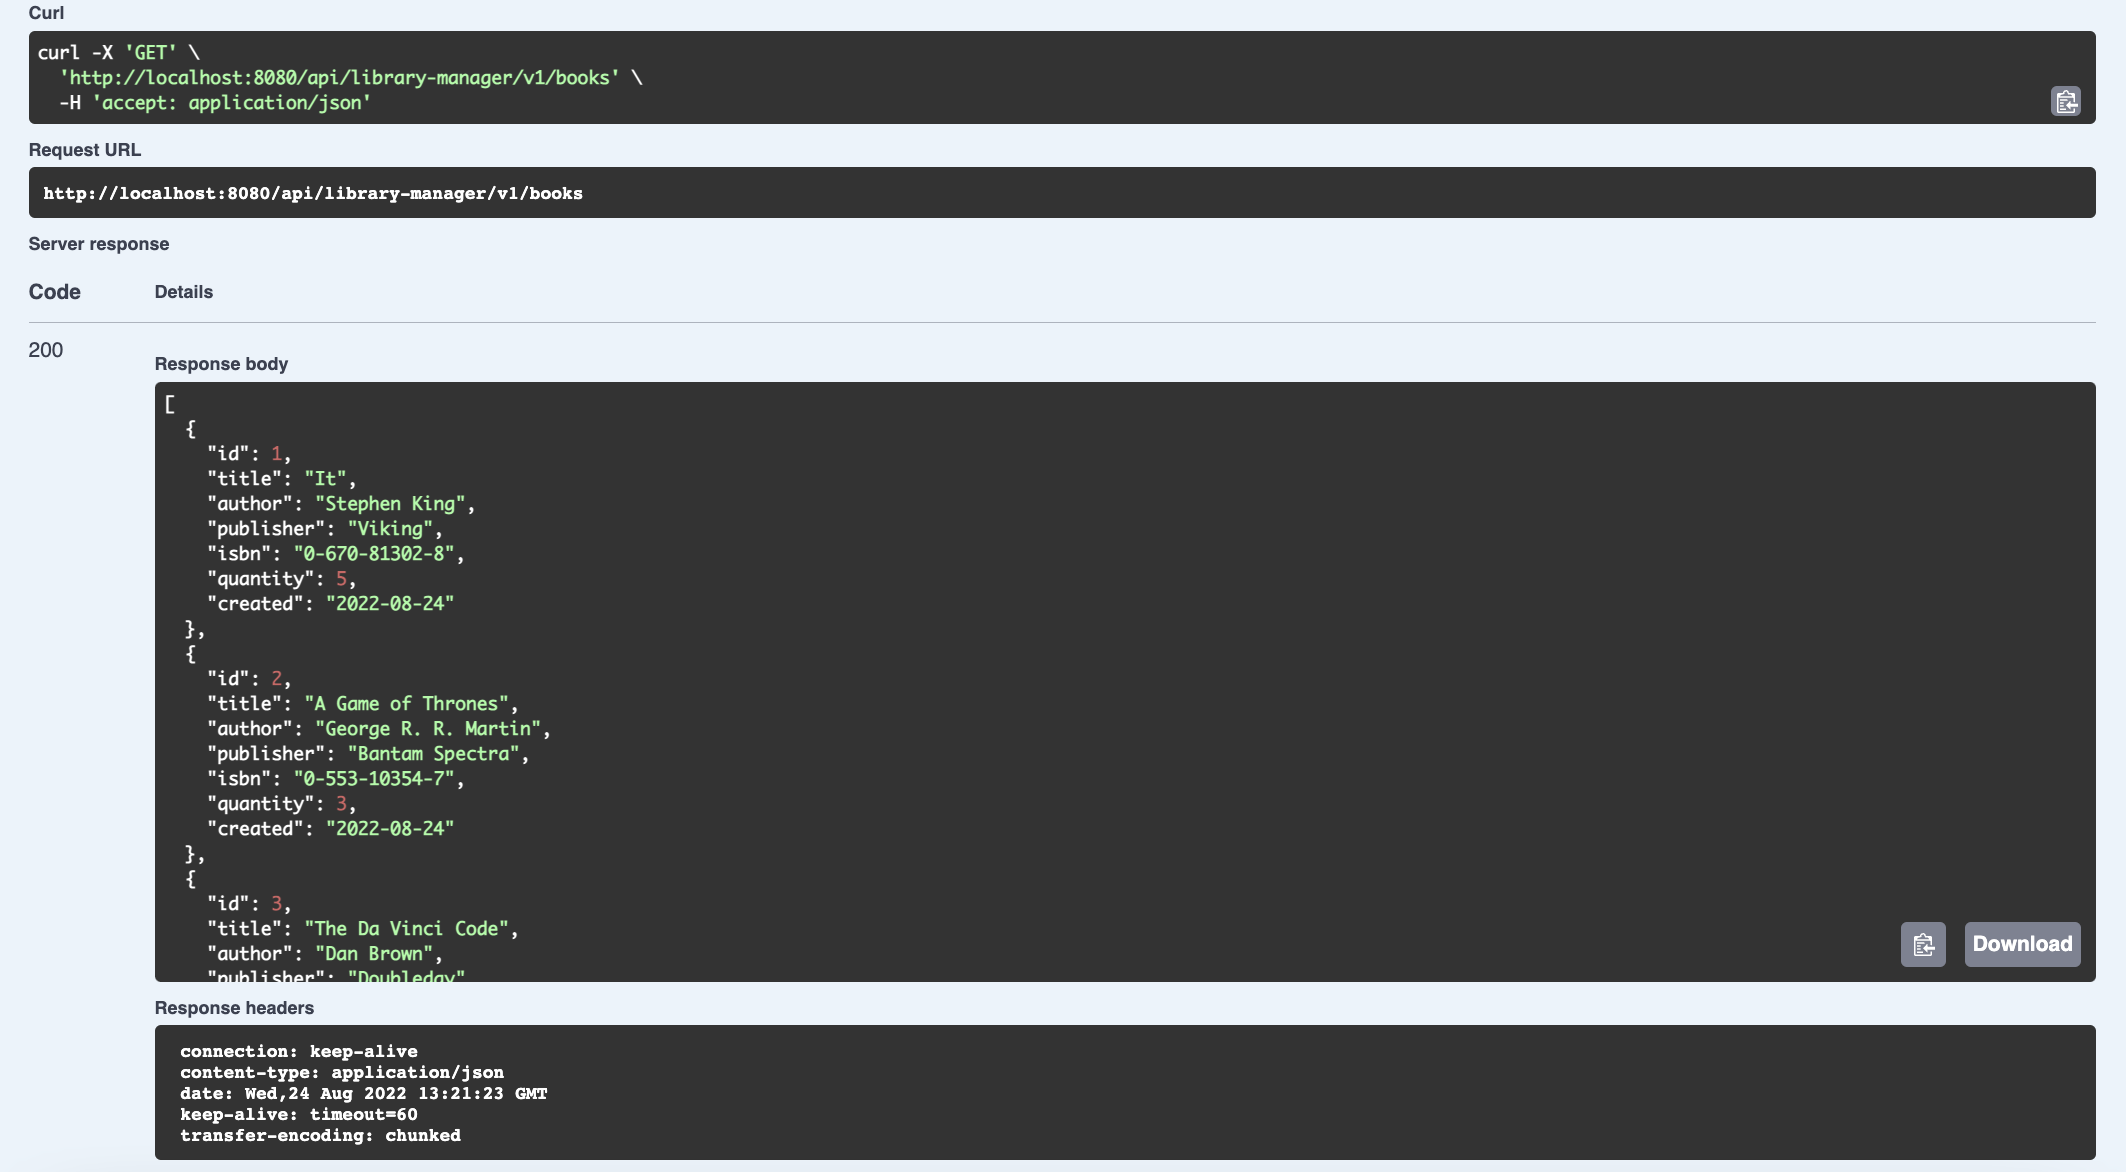 Curl
curl -X 'GET' \
  'http://localhost:8080/api/library-manager/v1/books' \
  -H 'accept: application/json'
Request URL
http://localhost:8080/api/library-manager/v1/books
Server response
Code Details
200
Response body
[
  {
    "id": 1,
    "title": "It",
    "author": "Stephen King",
    "publisher": "Viking",
    "isbn": "0-670-81302-8",
    "quantity": 5,
    "created": "2022-08-24"
  },
  {
    "id": 2,
    "title": "A Game of Thrones",
    "author": "George R. R. Martin",
    "publisher": "Bantam Spectra",
    "isbn": "0-553-10354-7",
    "quantity": 3,
    "created": "2022-08-24"
  },
  {
    "id": 3,
    "title": "The Da Vinci Code",
    "author": "Dan Brown",
    "publisher": "Doubleday"
Download
Response headers
connection: keep-alive
content-type: application/json
date: Wed,24 Aug 2022 13:21:23 GMT
keep-alive: timeout=60
transfer-encoding: chunked